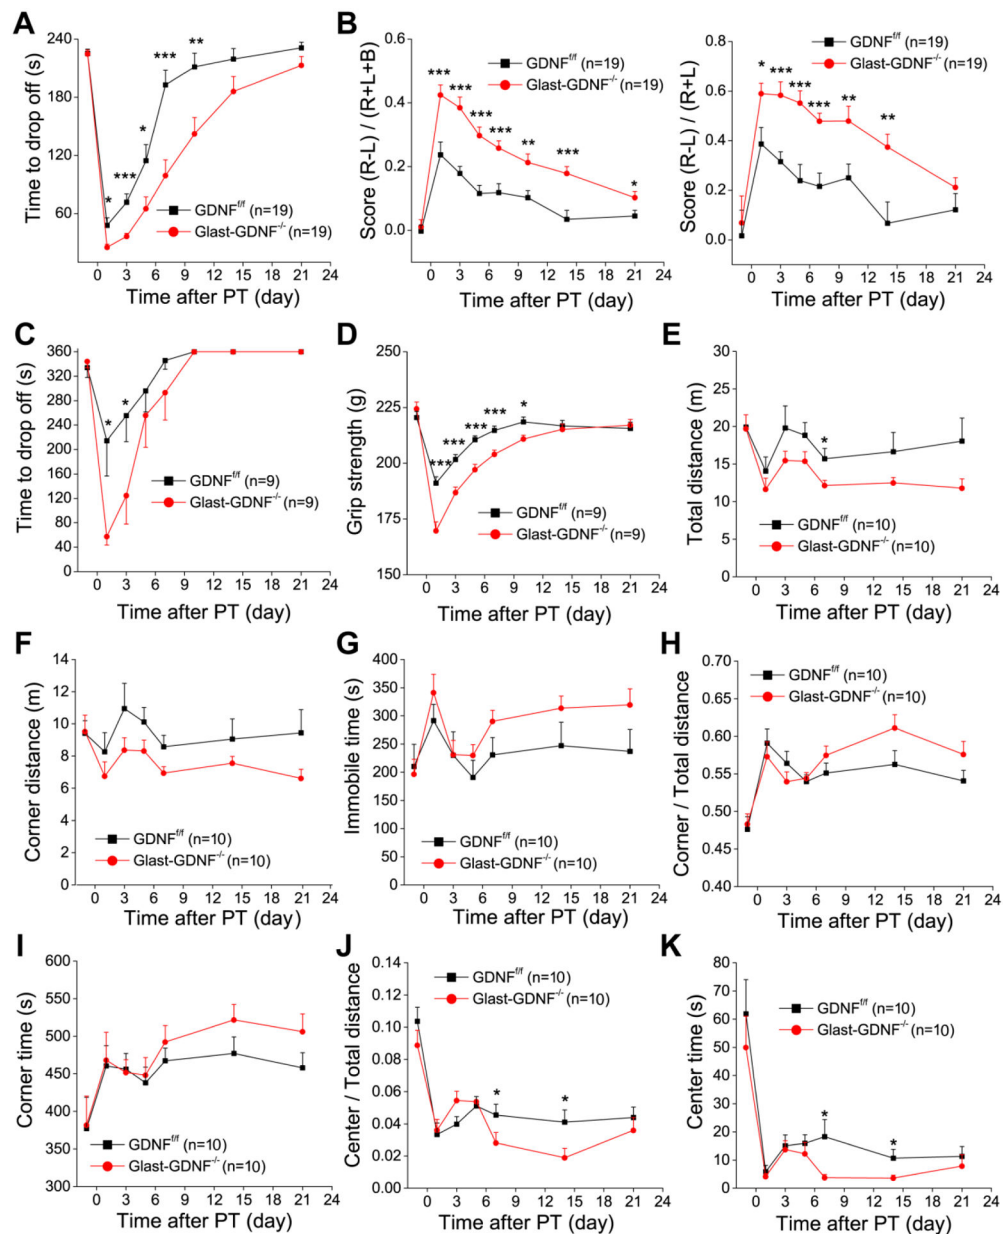 A
Time to drop off (s)
240
180
120
60
* *** * *** **
GDNF^f/f (n=19)
Glast-GDNF^-/- (n=19)
0 3 6 9 12 15 18 21 24
Time after PT (day)
B
Score (R-L) / (R+L+B)
0.6
0.4
0.2
0.0
GDNF^f/f (n=19)
Glast-GDNF^-/- (n=19)
*** *** *** *** ** *** *
0 3 6 9 12 15 18 21 24
Time after PT (day)
Score (R-L) / (R+L)
0.8
0.6
0.4
0.2
0.0
GDNF^f/f (n=19)
Glast-GDNF^-/- (n=19)
* *** *** *** ** **
0 3 6 9 12 15 18 21 24
Time after PT (day)
C
Time to drop off (s)
360
320
280
240
200
160
120
80
40
* *
GDNF^f/f (n=9)
Glast-GDNF^-/- (n=9)
0 3 6 9 12 15 18 21 24
Time after PT (day)
D
Grip strength (g)
250
225
200
175
150
*** *** *** *** *
GDNF^f/f (n=9)
Glast-GDNF^-/- (n=9)
0 3 6 9 12 15 18 21 24
Time after PT (day)
E
Total distance (m)
30
25
20
15
10
5
0
*
GDNF^f/f (n=10)
Glast-GDNF^-/- (n=10)
0 3 6 9 12 15 18 21 24
Time after PT (day)
F
Corner distance (m)
14
12
10
8
6
4
2
0
GDNF^f/f (n=10)
Glast-GDNF^-/- (n=10)
0 3 6 9 12 15 18 21 24
Time after PT (day)
G
Immobile time (s)
400
350
300
250
200
150
100
50
0
GDNF^f/f (n=10)
Glast-GDNF^-/- (n=10)
0 3 6 9 12 15 18 21 24
Time after PT (day)
H
Corner / Total distance
0.70
0.65
0.60
0.55
0.50
0.45
0.40
GDNF^f/f (n=10)
Glast-GDNF^-/- (n=10)
0 3 6 9 12 15 18 21 24
Time after PT (day)
I
Corner time (s)
600
550
500
450
400
350
300
GDNF^f/f (n=10)
Glast-GDNF^-/- (n=10)
0 3 6 9 12 15 18 21 24
Time after PT (day)
J
Center / Total distance
0.14
0.12
0.10
0.08
0.06
0.04
0.02
0.00
GDNF^f/f (n=10)
Glast-GDNF^-/- (n=10)
* *
0 3 6 9 12 15 18 21 24
Time after PT (day)
K
Center time (s)
80
70
60
50
40
30
20
10
0
GDNF^f/f (n=10)
Glast-GDNF^-/- (n=10)
* *
0 3 6 9 12 15 18 21 24
Time after PT (day)